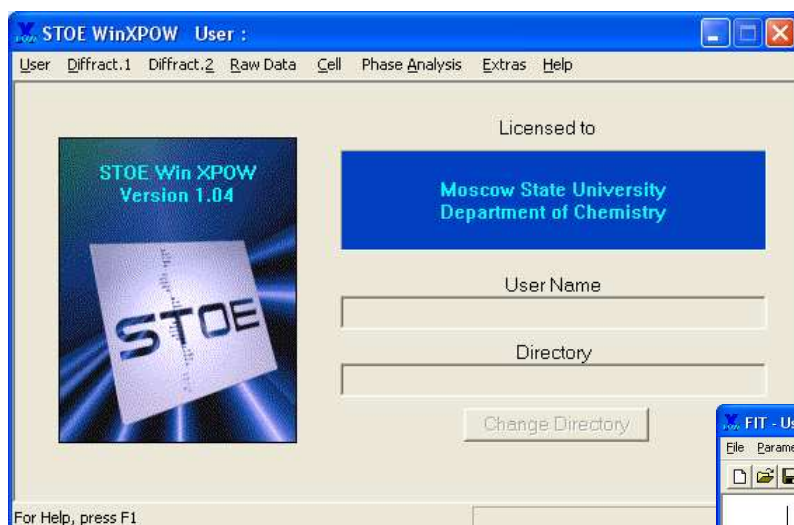 STOE WinXPOW User :
User Diffract.1 Diffract.2 Raw Data Cell Phase Analysis Extras Help
STOE Win XPOW
Version 1.04
STOE
Licensed to
Moscow State University
Department of Chemistry
User Name
Directory
Change Directory
For Help, press F1
FIT - Us
File Parame